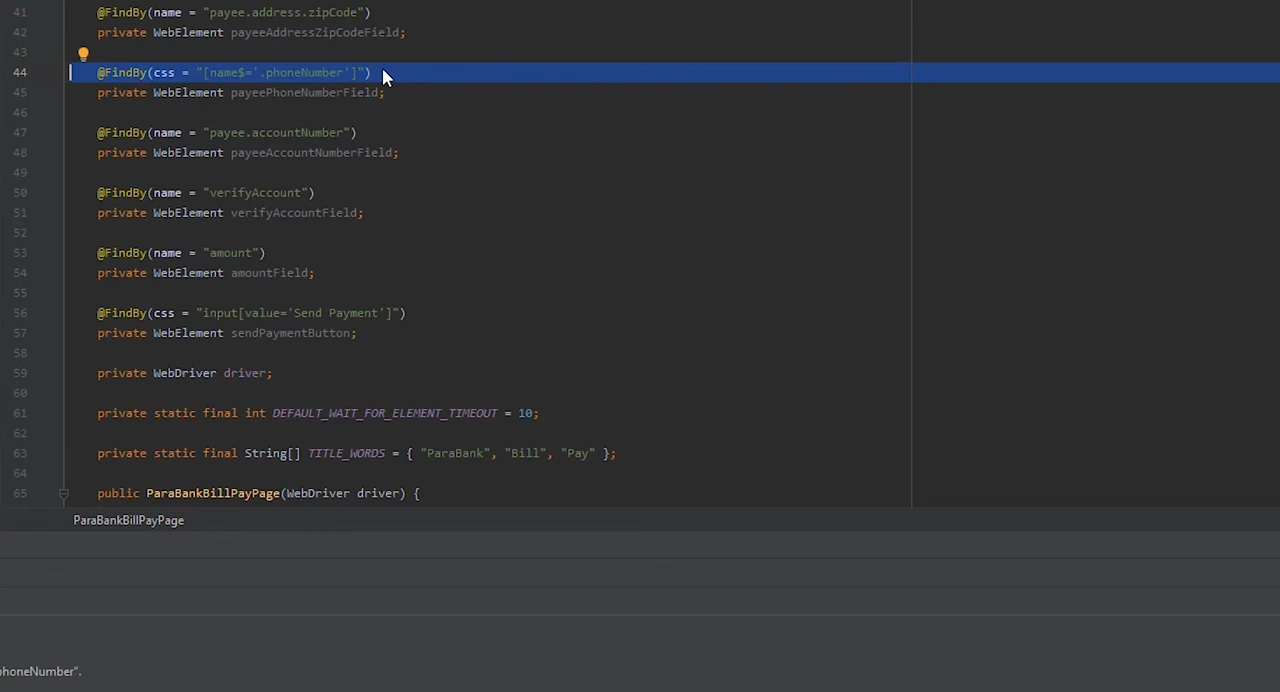 41 @FindBy(name = "payee.address.zipCode")
42 private WebElement payeeAddressZipCodeField;
43
44 @FindBy(css = "[name$='.phoneNumber']")
45 private WebElement payeePhoneNumberField;
46
47 @FindBy(name = "payee.accountNumber")
48 private WebElement payeeAccountNumberField;
49
50 @FindBy(name = "verifyAccount")
51 private WebElement verifyAccountField;
52
53 @FindBy(name = "amount")
54 private WebElement amountField;
55
56 @FindBy(css = "input[value='Send Payment']")
57 private WebElement sendPaymentButton;
58
59 private WebDriver driver;
60
61 private static final int DEFAULT_WAIT_FOR_ELEMENT_TIMEOUT = 10;
62
63 private static final String[] TITLE_WORDS = { "ParaBank", "Bill", "Pay" };
64
65 public ParaBankBillPayPage(WebDriver driver) {
ParaBankBillPayPage
phoneNumber".